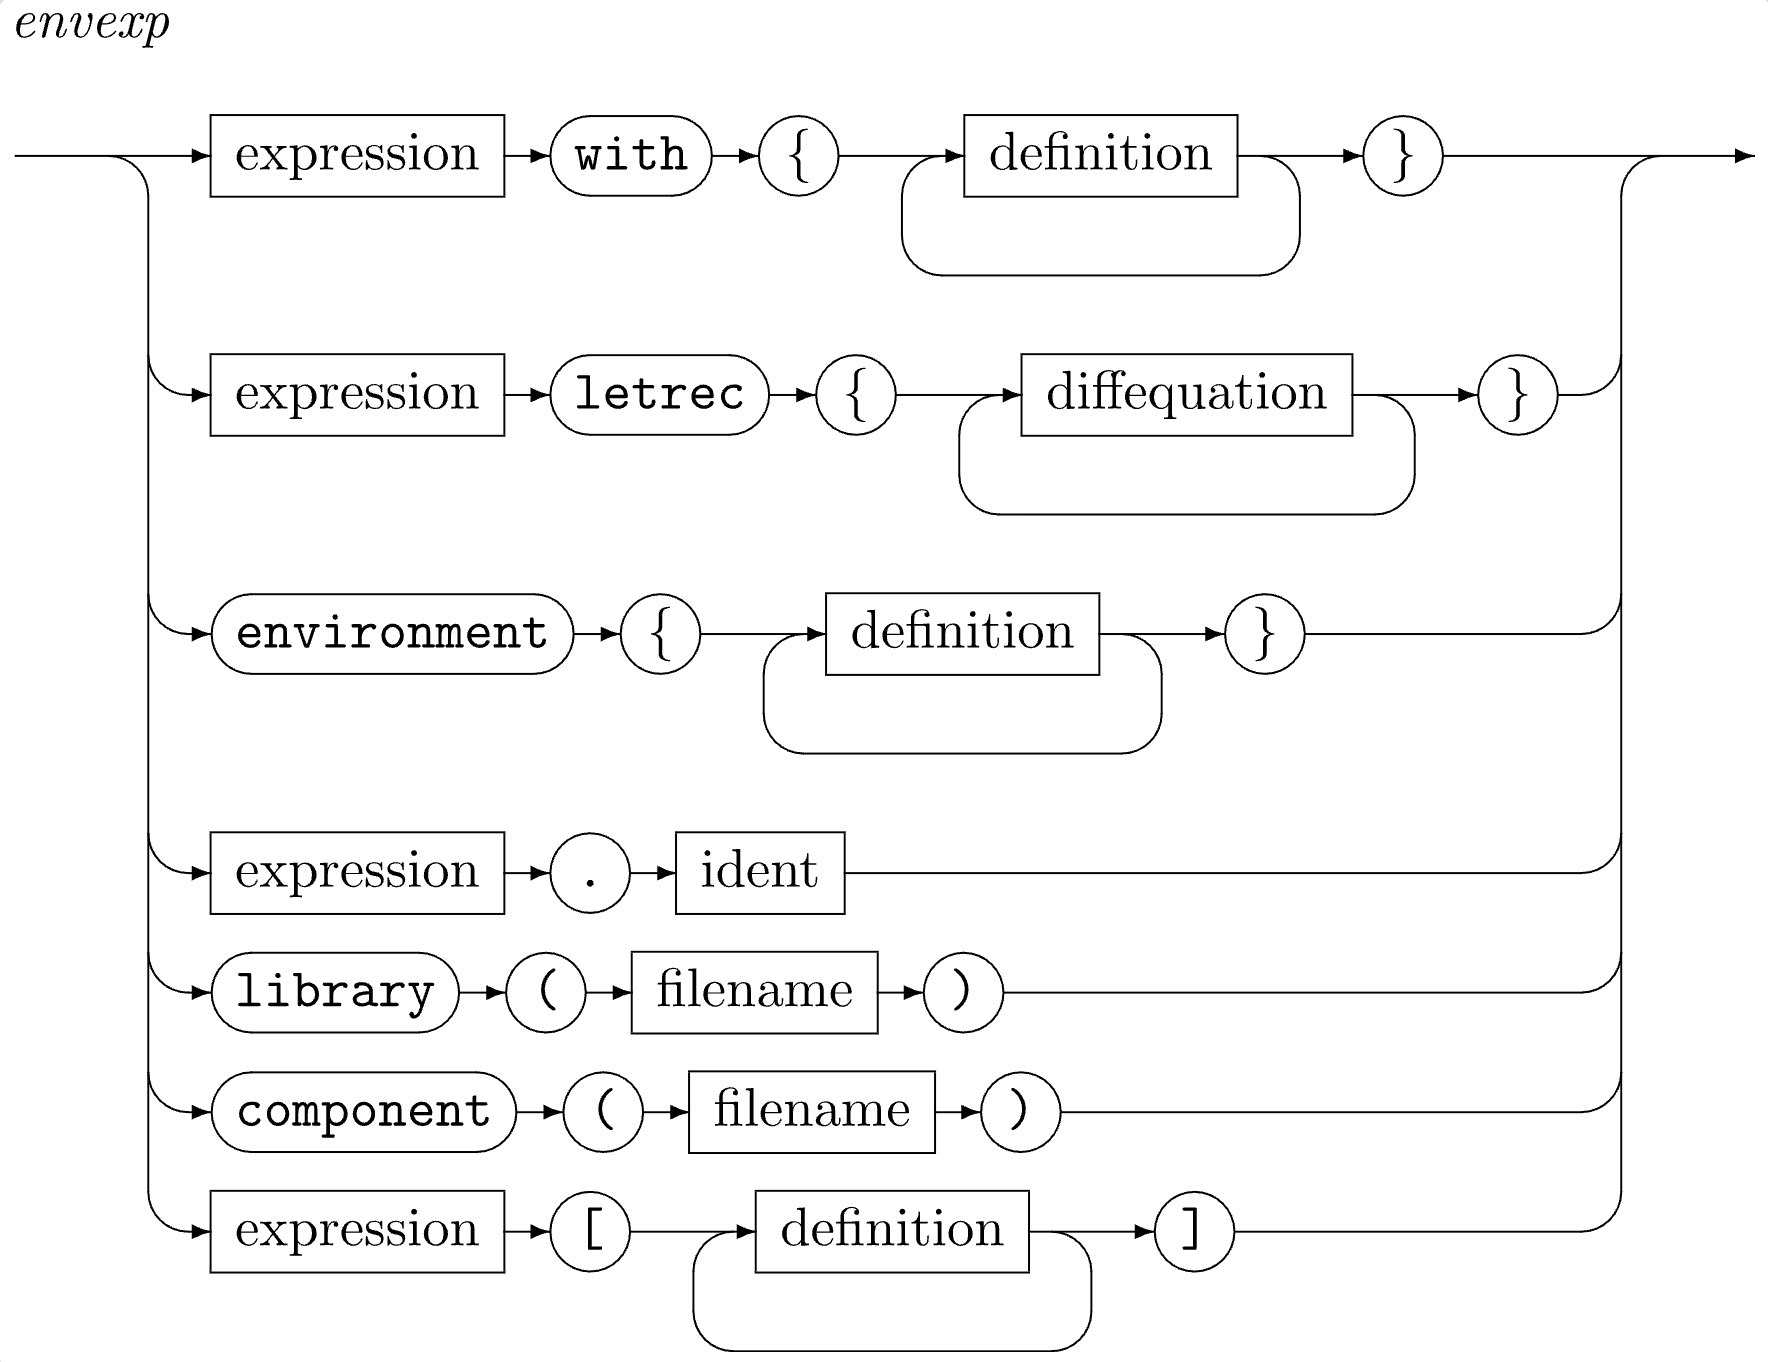 envexp
expression with { definition }
expression letrec { diffequation }
environment { definition }
expression . ident
library ( filename )
component ( filename )
expression [ definition ]